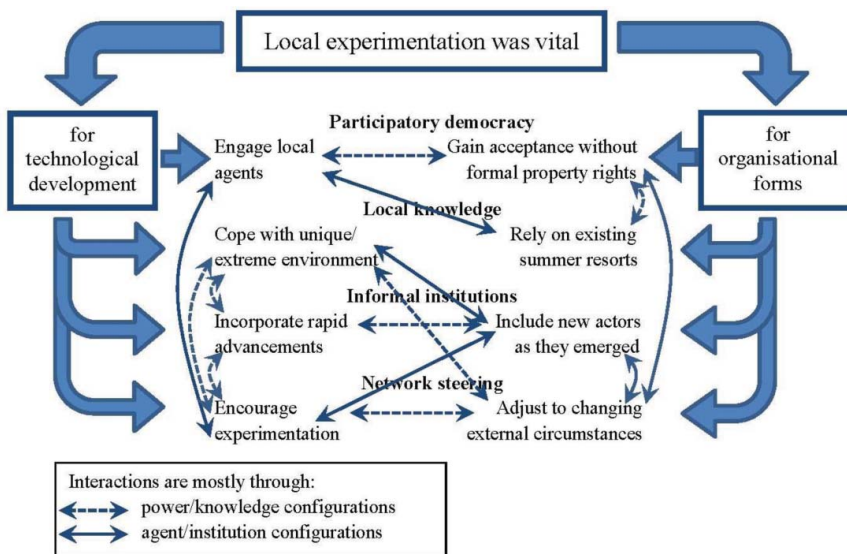 Local experimentation was vital
for
technological
development
for
organisational
forms
Participatory democracy
Engage local
agents
Gain acceptance without
formal property rights
Local knowledge
Cope with unique/
extreme environment
Rely on existing
summer resorts
Informal institutions
Incorporate rapid
advancements
Include new actors
as they emerged
Network steering
Encourage
experimentation
Adjust to changing
external circumstances
Interactions are mostly through:
power/knowledge configurations
agent/institution configurations